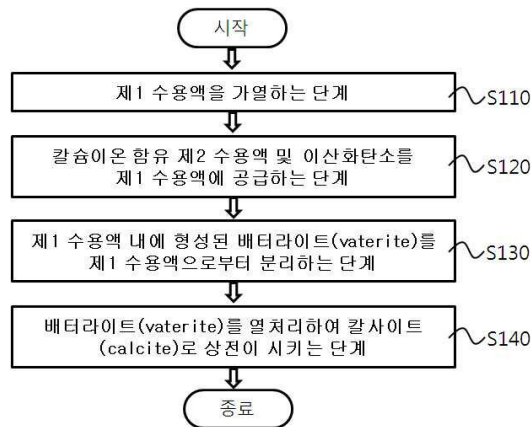 시작
제1 수용액을 가열하는 단계
S110
칼슘이온 함유 제2 수용액 및 이산화탄소를
제1 수용액에 공급하는 단계
S120
제1 수용액 내에 형성된 배터라이트(vaterite)를
제1 수용액으로부터 분리하는 단계
S130
배터라이트(vaterite)를 열처리하여 칼사이트
(calcite)로 상전이 시키는 단계
S140
종료